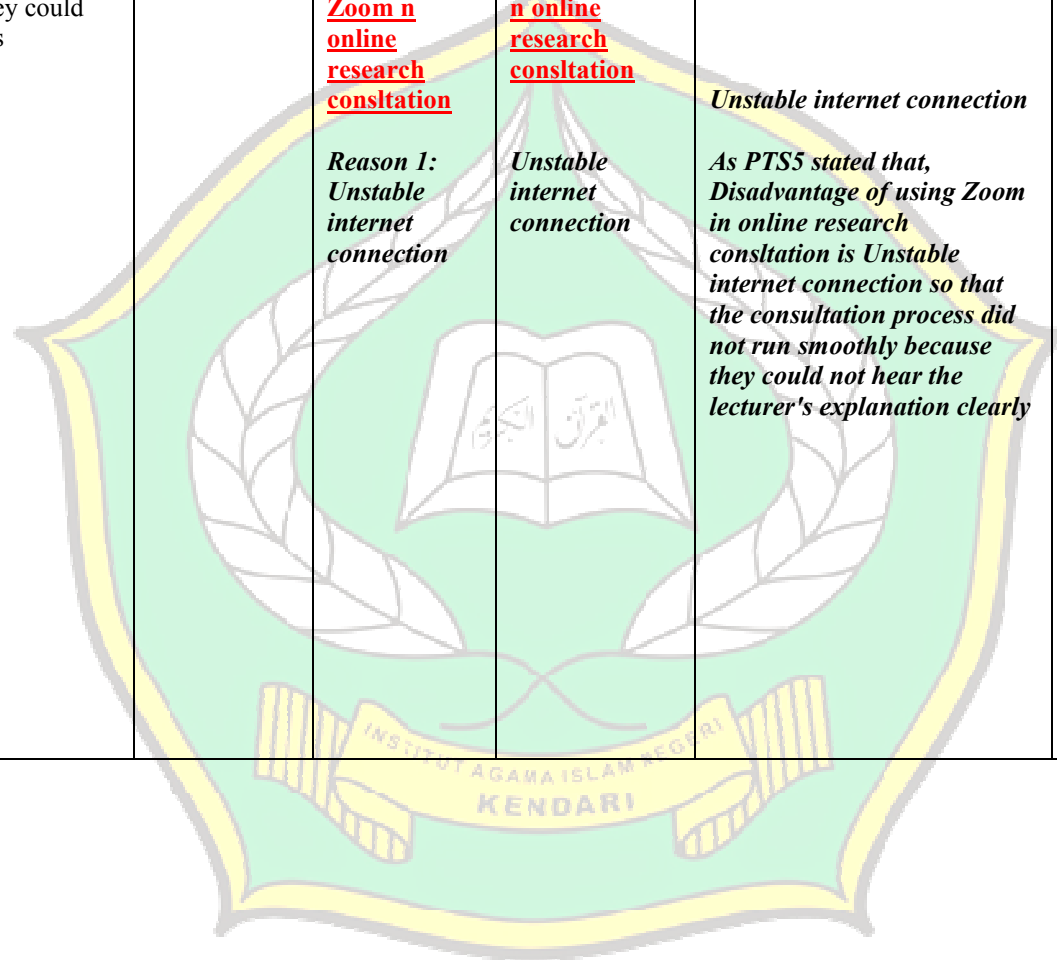 ey could
s
Zoom n
online
research
consltation
Reason 1:
Unstable
internet
connection
n online
research
consltation
Unstable
internet
connection
Unstable internet connection
As PTS5 stated that,
Disadvantage of using Zoom
in online research
consltation is Unstable
internet connection so that
the consultation process did
not run smoothly because
they could not hear the
lecturer's explanation clearly
القرآن الكريم
INSTITUT AGAMA ISLAM NEGERI
KENDARI